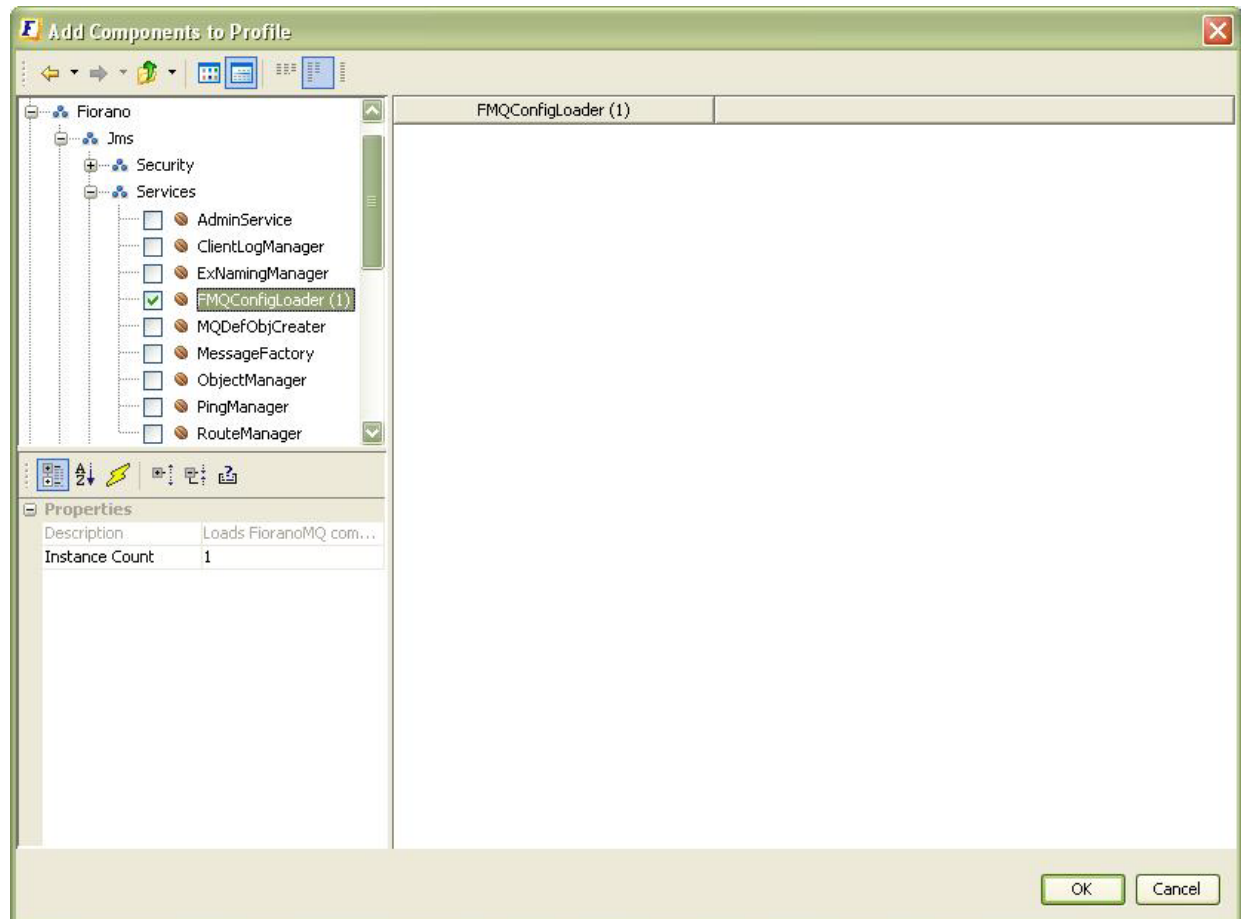 Add Components to Profile
FMQConfigLoader (1)
Fiorano
Jms
Security
Services
AdminService
ClientLogManager
ExNamingManager
FMQConfigLoader (1)
MQDefObjCreater
MessageFactory
ObjectManager
PingManager
RouteManager
Properties
Description Loads FioranoMQ com...
Instance Count 1
OK Cancel